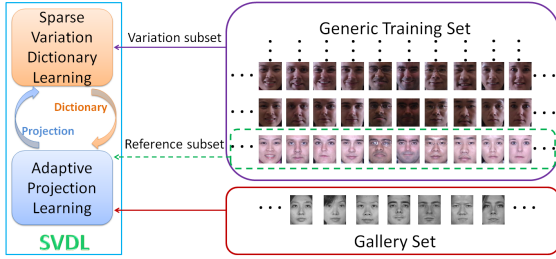 Sparse
Variation
Dictionary
Learning
Dictionary
Projection
Adaptive
Projection
Learning
SVDL
Variation subset
Reference subset
Generic Training Set
Gallery Set